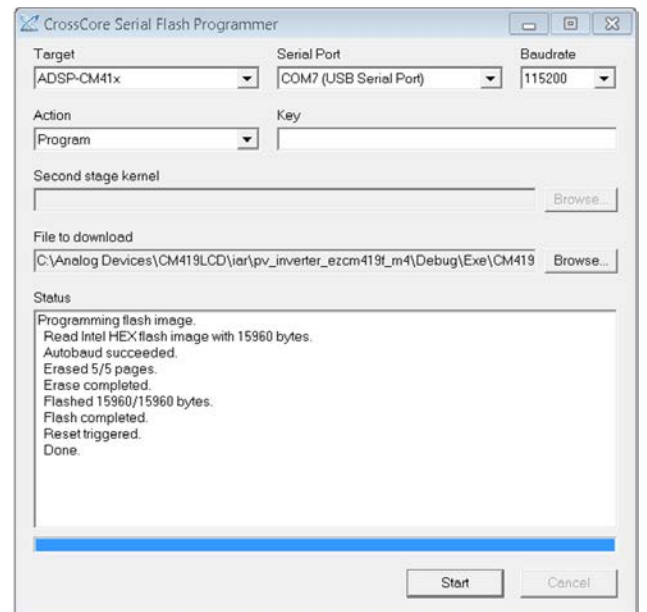 CrossCore Serial Flash Programmer
Target Serial Port Baudrate
ADSP-CM41x COM7 (USB Serial Port) 115200
Action Key
Program
Second stage kernel
Browse...
File to download
C:\Analog Devices\CM419LCD\iar\pv_inverter_ezcm419f_m4\Debug\Exe\CM419 Browse...
Status
Programming flash image.
Read Intel HEX flash image with 15960 bytes.
Autobaud succeeded.
Erased 5/5 pages.
Erase completed.
Flashed 15960/15960 bytes.
Flash completed.
Reset triggered.
Done.
Start Cancel